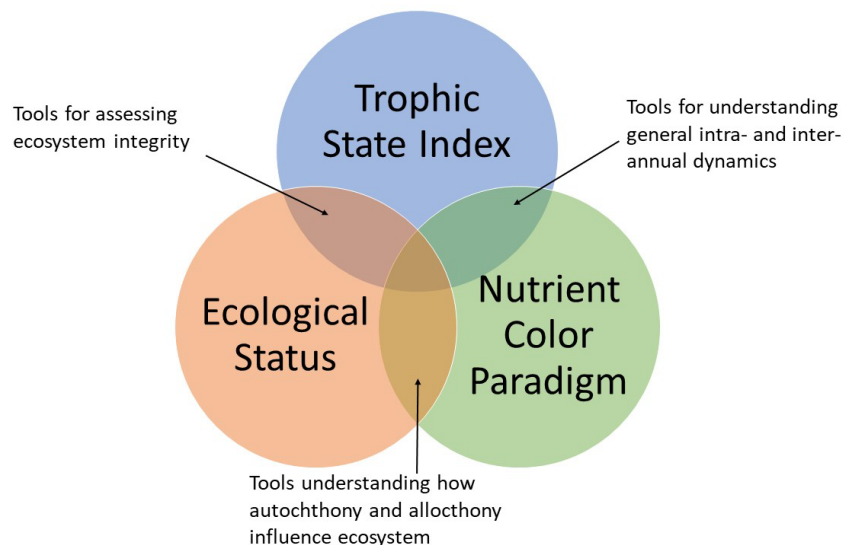 Trophic
State Index
Tools for assessing
ecosystem integrity
Tools for understanding
general intra- and inter-
annual dynamics
Ecological
Status
Nutrient
Color
Paradigm
Tools understanding how
autochthony and allocthony
influence ecosystem